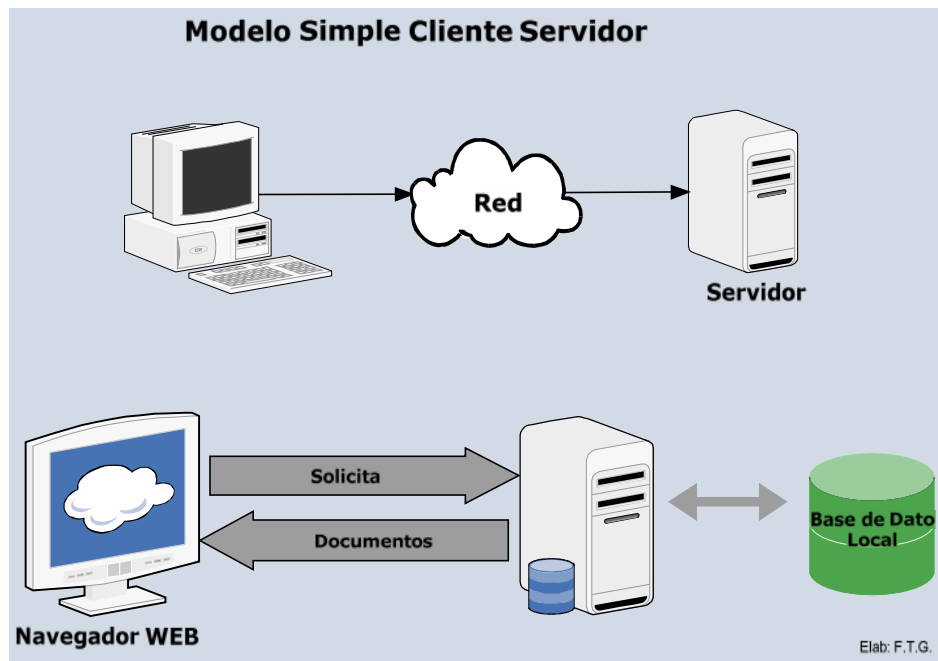 Modelo Simple Cliente Servidor
Red
Servidor
Solicita
Documentos
Base de Dato
Local
Navegador WEB
Elab: F.T.G.